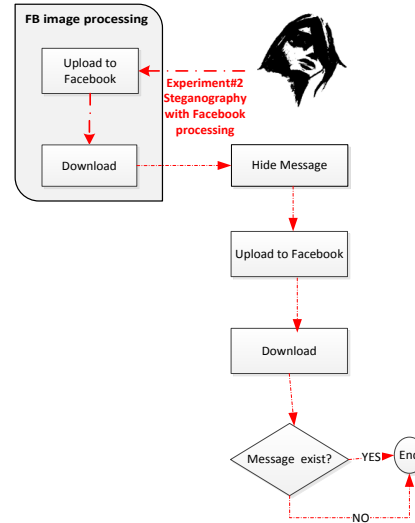 FB image processing
Upload to
Facebook
Experiment#2
Steganography
with Facebook
processing
Download
Hide Message
Upload to Facebook
Download
Message exist?
YES
End
NO